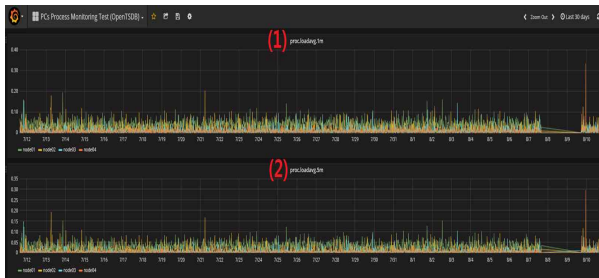 PCs Process Monitoring Test (OpenTSDB)
Zoom Out
Last 30 days
(1)
proc.loadavg.1m
0.40
0.30
0.20
0.10
0
7/12 7/13 7/14 7/15 7/16 7/17 7/18 7/19 7/20 7/21 7/22 7/23 7/24 7/25 7/26 7/27 7/28 7/29 7/30 7/31 8/1 8/2 8/3 8/4 8/5 8/6 8/7 8/8 8/9 8/10
node01 node02 node03 node04
(2)
proc.loadavg.5m
0.35
0.30
0.25
0.20
0.15
0.10
0.05
0
7/12 7/13 7/14 7/15 7/16 7/17 7/18 7/19 7/20 7/21 7/22 7/23 7/24 7/25 7/26 7/27 7/28 7/29 7/30 7/31 8/1 8/2 8/3 8/4 8/5 8/6 8/7 8/8 8/9 8/10
node01 node02 node03 node04